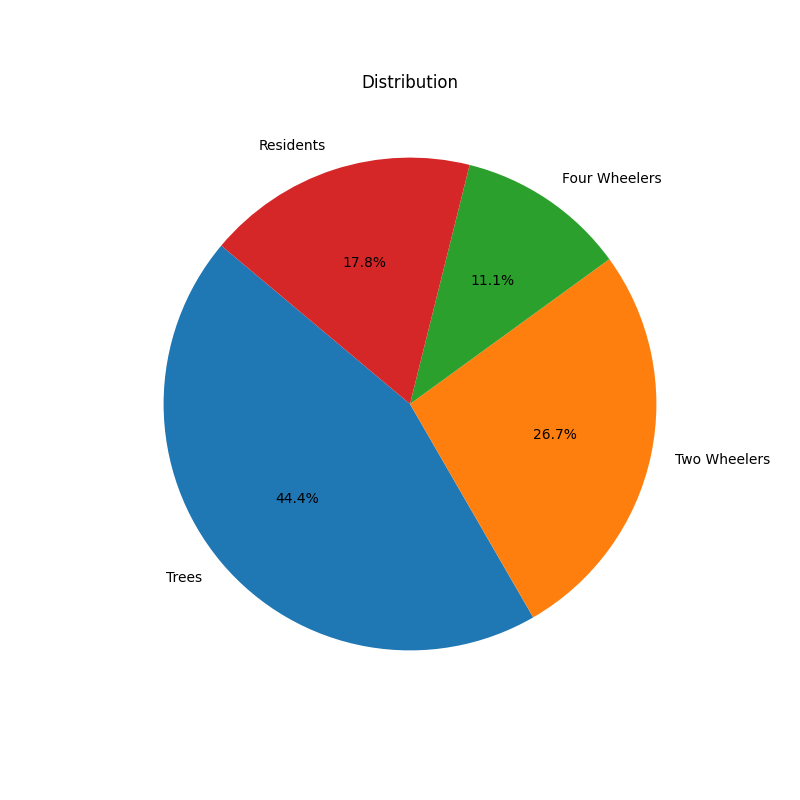 Distribution
Residents
Four Wheelers
17.8%
11.1%
26.7%
Two Wheelers
44.4%
Trees